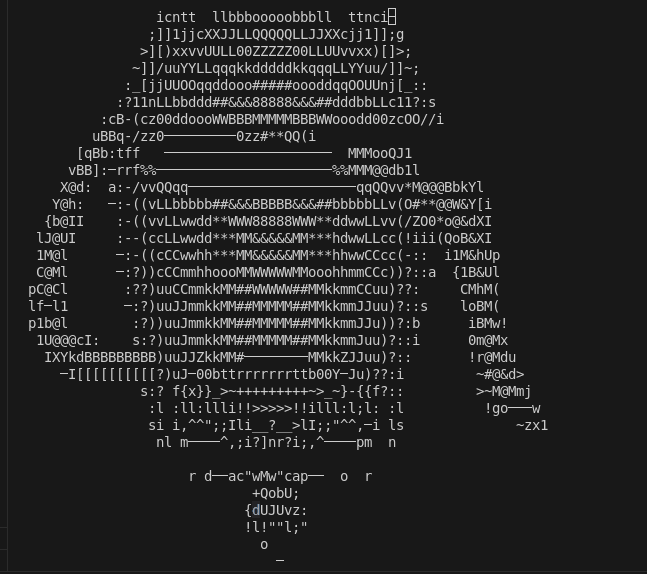 icntt  llbbbooooobbbll  ttnci
;]]1jjcXXJJLLQQQQQLLJJXXcjj1]];g
>][)xxvvUULL00ZZZZZ00LLUUvvxx)[]>;
~]]/uuYYLLqqqkkdddddkkqqqLLYYuu/]]~;
:_[jjUUOOqqddooo#####oooddqqOOUUnj[_::
:?11nLLbbddd##&&&88888&&&##dddbbLLc11?:s
:cB-(cz00ddoooWWBBBMMMMMBBBWWooodd00zcOO//i
uBBq-/zz0─────────0zz#**QQ(i
[qBb:tff   ─────────────────────  MMMooQJ1
vBB]:─rrf%%──────────────────────%%MMM@@db1l
X@d:  a:-/vvQQqq─────────────────────qqQQvv*M@@@BbkYl
Y@h:   ─:-((vLLbbbbb##&&&BBBBB&&&##bbbbbLLv(O#**@@W&Y[i
{b@II    :-((vvLLwwdd**WWW88888WWW**ddwwLLvv(/ZO0*o@&dXI
lJ@UI     :--(ccLLwwdd***MM&&&&&MM***hdwwLLcc(!iii(QoB&XI
1M@l      ─:-((cCCwwhh***MM&&&&&MM***hhwwCCcc(-::  i1M&hUp
C@Ml      ─:?))cCCmmhhoooMMWWWWWMMooohhmmCCc))?::a  {1B&Ul
pC@Cl       :??)uuCCmmkkMM##WWWWW##MMkkmmCCuu)??:     CMhM(
lf─l1       ─:?)uuJJmmkkMM##MMMMM##MMkkmmJJuu)?::s    loBM(
p1b@l        :?))uuJmmkkMM##MMMMM##MMkkmmJJu))?:b      iBMw!
1U@@@cI:    s:?)uuJmmkkMM##MMMMM##MMkkmmJuu)?::i      0m@Mx
IXYkdBBBBBBBBB)uuJJZkkMM#────────MMkkZJJuu)?::       !r@Mdu
─I[[[[[[[[[[?)uJ─00bttrrrrrrrttb00Y─Ju)??:i         ~#@&d>
s:? f{x}}_>~+++++++++~>_~}-{{f?::         >~M@Mmj
:l :ll:llli!!>>>>>!!illl:l;l: :l          !go───w
si i,^^";;Ili__?__>lI;;"^^,─i ls              ~zx1
nl m────^,;i?]nr?i;,^────pm  n
r d──ac"wMw"cap──  o  r
+QobU;
{dUJUvz:
!l!""l;"
o
─